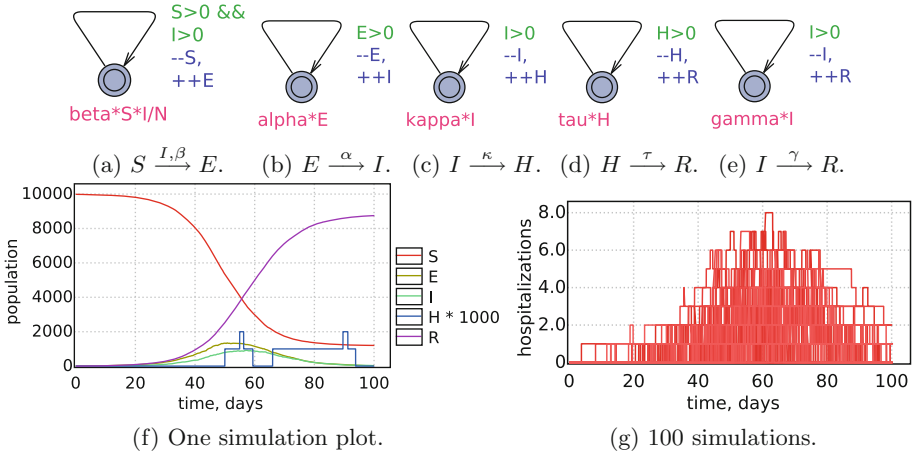 S>0 &&
I>0
--S,
++E
beta*S*I/N
E>0
--E,
++I
alpha*E
I>0
--I,
++H
kappa*I
H>0
--H,
++R
tau*H
I>0
--I,
++R
gamma*I
(a) S I,β⟶ E.
(b) E α⟶ I.
(c) I κ⟶ H.
(d) H τ⟶ R.
(e) I γ⟶ R.
population
10000
8000
6000
4000
2000
0
0 20 40 60 80 100
time, days
S
E
I
H * 1000
R
(f) One simulation plot.
hospitalizations
8.0
6.0
4.0
2.0
0.0
0 20 40 60 80 100
time, days
(g) 100 simulations.